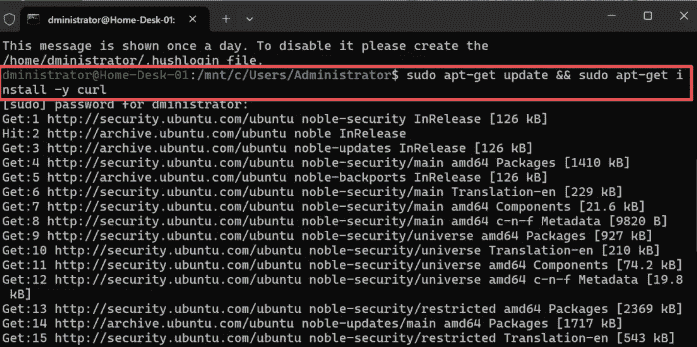 dministrator@Home-Desk-01:
This message is shown once a day. To disable it please create the
/home/dministrator/.hushlogin file.
dministrator@Home-Desk-01:/mnt/c/Users/Administrator$ sudo apt-get update && sudo apt-get i
nstall -y curl
[sudo] password for dministrator:
Get:1 http://security.ubuntu.com/ubuntu noble-security InRelease [126 kB]
Hit:2 http://archive.ubuntu.com/ubuntu noble InRelease
Get:3 http://archive.ubuntu.com/ubuntu noble-updates InRelease [126 kB]
Get:4 http://security.ubuntu.com/ubuntu noble-security/main amd64 Packages [1410 kB]
Get:5 http://archive.ubuntu.com/ubuntu noble-backports InRelease [126 kB]
Get:6 http://security.ubuntu.com/ubuntu noble-security/main Translation-en [229 kB]
Get:7 http://security.ubuntu.com/ubuntu noble-security/main amd64 Components [21.6 kB]
Get:8 http://security.ubuntu.com/ubuntu noble-security/main amd64 c-n-f Metadata [9820 B]
Get:9 http://security.ubuntu.com/ubuntu noble-security/universe amd64 Packages [927 kB]
Get:10 http://security.ubuntu.com/ubuntu noble-security/universe Translation-en [210 kB]
Get:11 http://security.ubuntu.com/ubuntu noble-security/universe amd64 Components [74.2 kB]
Get:12 http://security.ubuntu.com/ubuntu noble-security/universe amd64 c-n-f Metadata [19.8
 kB]
Get:13 http://security.ubuntu.com/ubuntu noble-security/restricted amd64 Packages [2369 kB]
Get:14 http://archive.ubuntu.com/ubuntu noble-updates/main amd64 Packages [1717 kB]
Get:15 http://security.ubuntu.com/ubuntu noble-security/restricted Translation-en [543 kB]